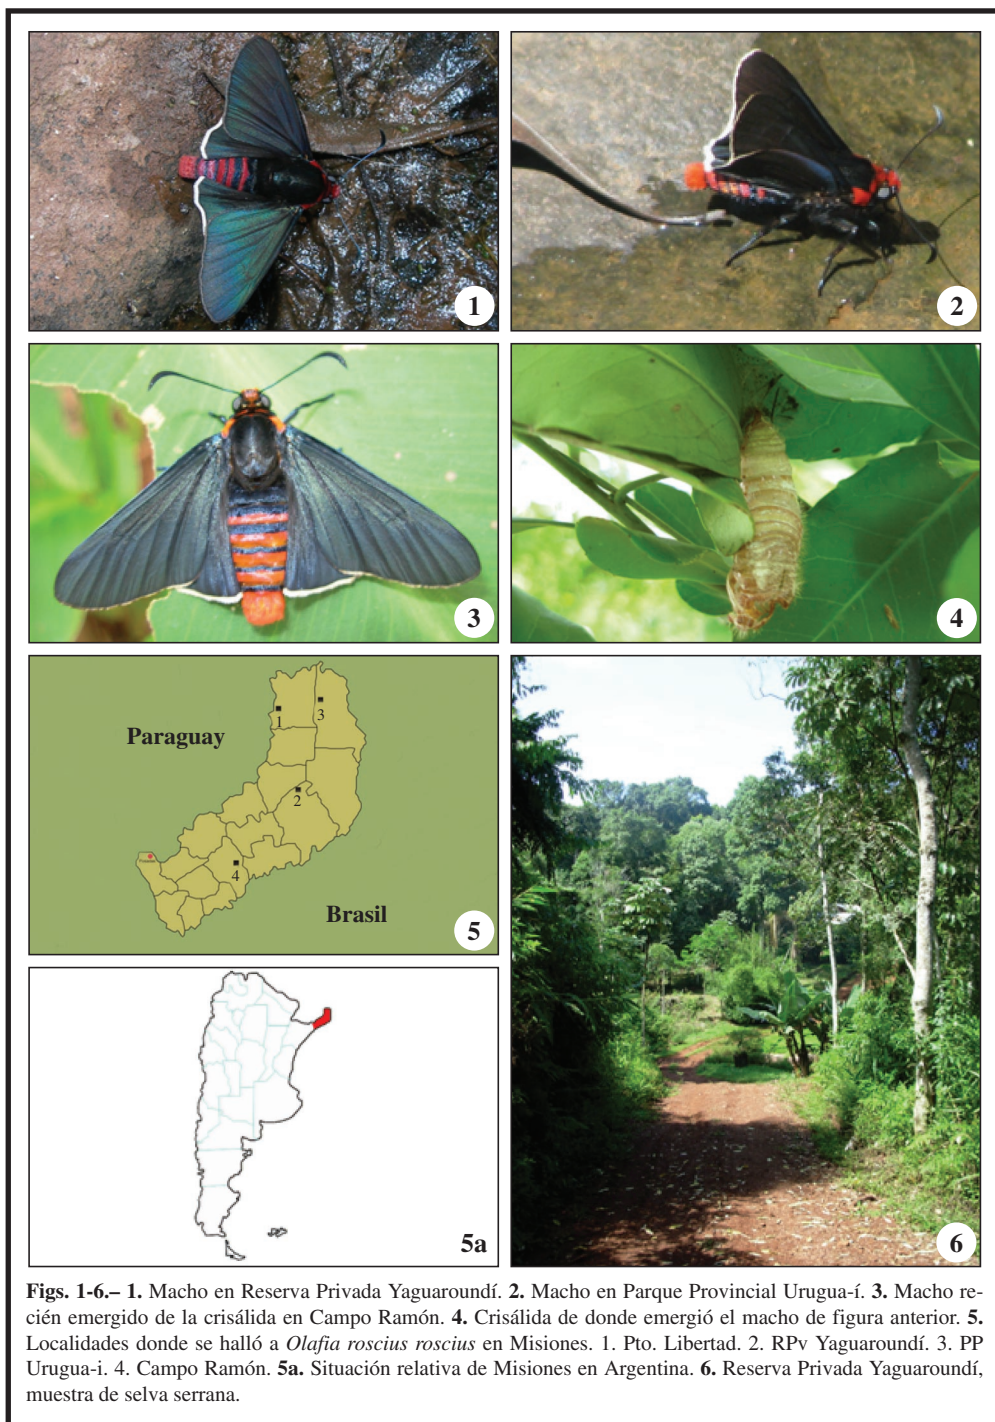 1
2
3
4
Paraguay
1
3
2
4
Brasil
5
5a
6
Figs. 1-6.– 1. Macho en Reserva Privada Yaguaroundí. 2. Macho en Parque Provincial Urugua-í. 3. Macho re-
cién emergido de la crisálida en Campo Ramón. 4. Crisálida de donde emergió el macho de figura anterior. 5.
Localidades donde se halló a Olafia roscius roscius en Misiones. 1. Pto. Libertad. 2. RPv Yaguaroundí. 3. PP
Urugua-i. 4. Campo Ramón. 5a. Situación relativa de Misiones en Argentina. 6. Reserva Privada Yaguaroundí,
muestra de selva serrana.